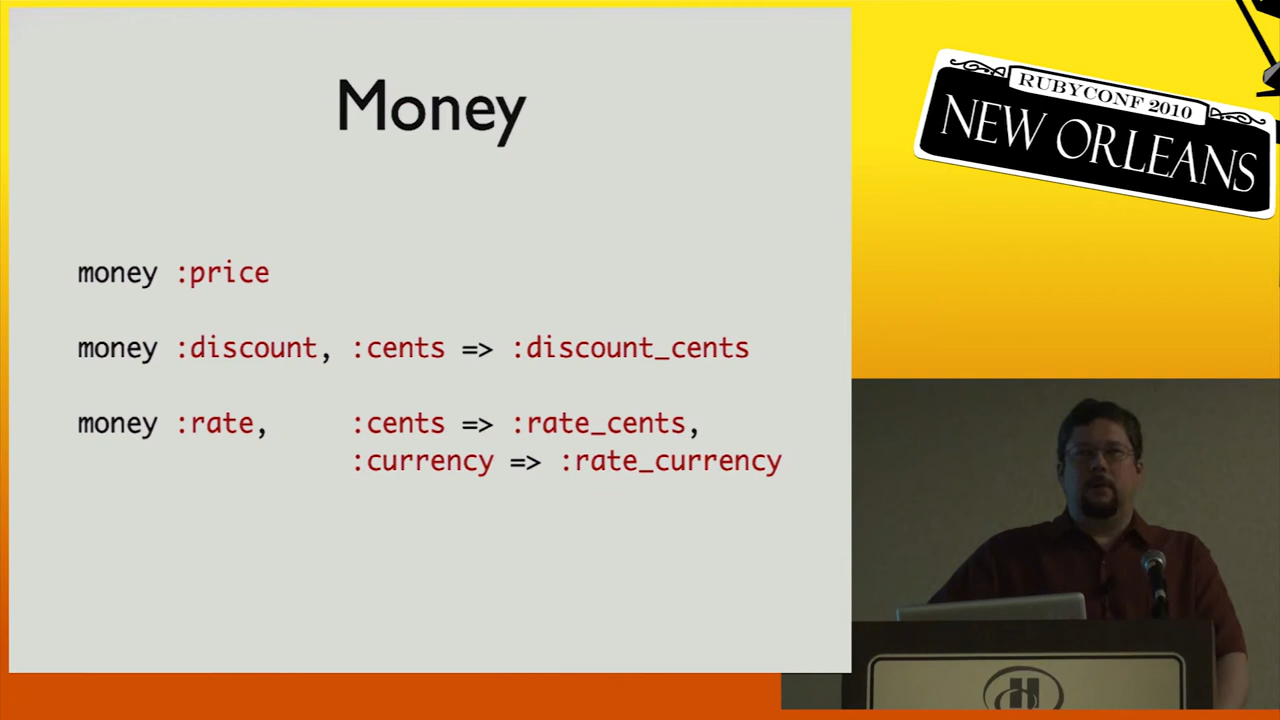 Money
RUBYCONF 2010
NEW ORLEANS
money :price
money :discount, :cents => :discount_cents
money :rate, :cents => :rate_cents,
:currency => :rate_currency